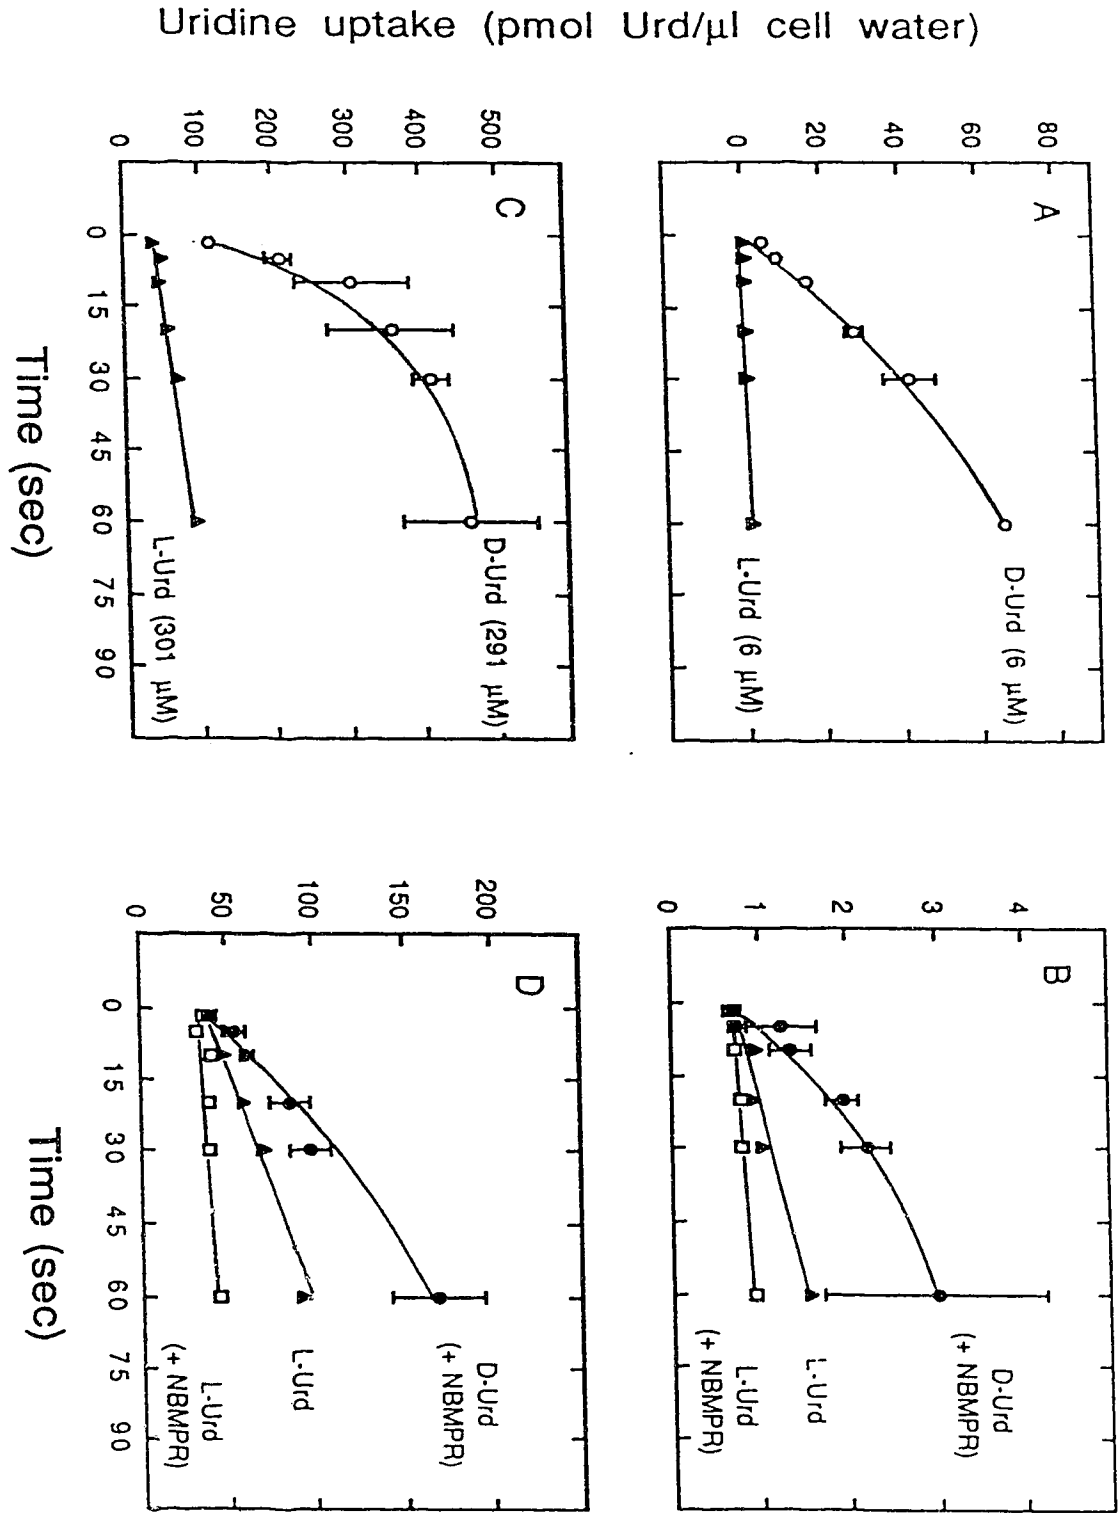 Uridine uptake (pmol Urd/µl cell water)
A
80
60
40
20
0
D-Urd (6 µM)
L-Urd (6 µM)
B
4
3
2
1
0
D-Urd
(+ NBMPR)
L-Urd
L-Urd
(+ NBMPR)
C
500
400
300
200
100
0
0 15 30 45 60 75 90
D-Urd (291 µM)
L-Urd (301 µM)
Time (sec)
D
200
150
100
50
0
0 15 30 45 60 75 90
D-Urd
(+ NBMPR)
L-Urd
L-Urd
(+ NBMPR)
Time (sec)